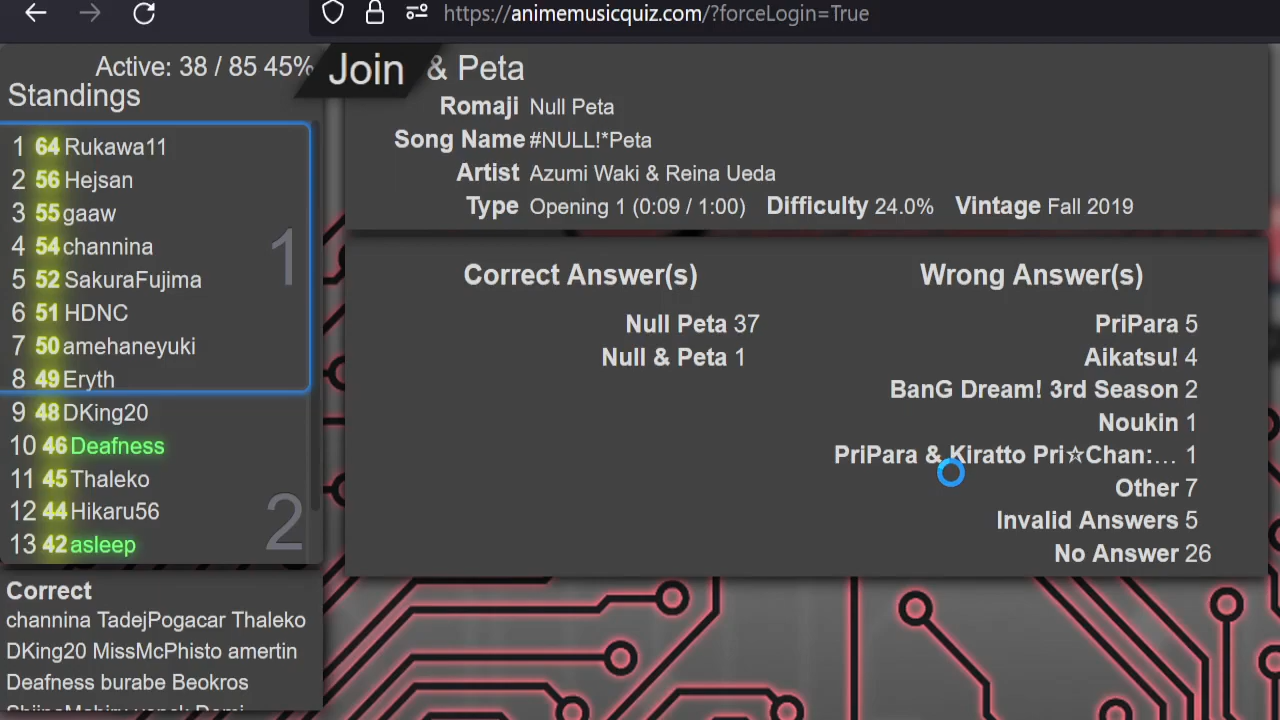 https://animemusicquiz.com/?forceLogin=True
Active: 38 / 85 45%
Standings
1 64 Rukawa11
2 56 Hejsan
3 55 gaaw
4 54 channina
5 52 SakuraFujima
6 51 HDNC
7 50 amehaneyuki
8 49 Eryth
1
9 48 DKing20
10 46 Deafness
11 45 Thaleko
12 44 Hikaru56
13 42 asleep
2
Correct
channina TadejPogacar Thaleko
DKing20 MissMcPhisto amertin
Deafness burabe Beokros
Join
& Peta
Romaji Null Peta
Song Name #NULL!*Peta
Artist Azumi Waki & Reina Ueda
Type Opening 1 (0:09 / 1:00) Difficulty 24.0% Vintage Fall 2019
Correct Answer(s)
Null Peta 37
Null & Peta 1
Wrong Answer(s)
PriPara 5
Aikatsu! 4
BanG Dream! 3rd Season 2
Noukin 1
PriPara & Kiratto Pri☆Chan:... 1
Other 7
Invalid Answers 5
No Answer 26